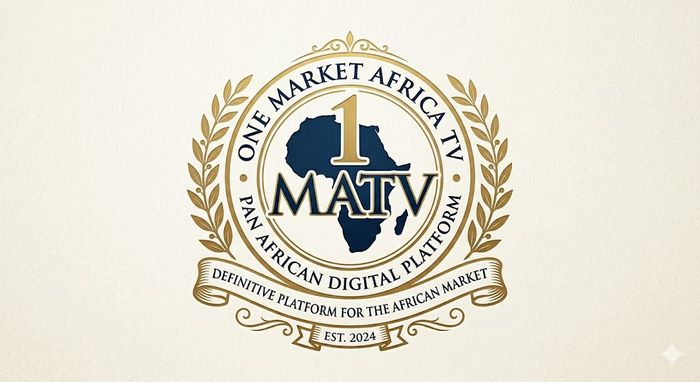 ONE MARKET AFRICA TV
1
MATV
PAN AFRICAN DIGITAL PLATFORM
DEFINITIVE PLATFORM FOR THE AFRICAN MARKET
EST. 2024